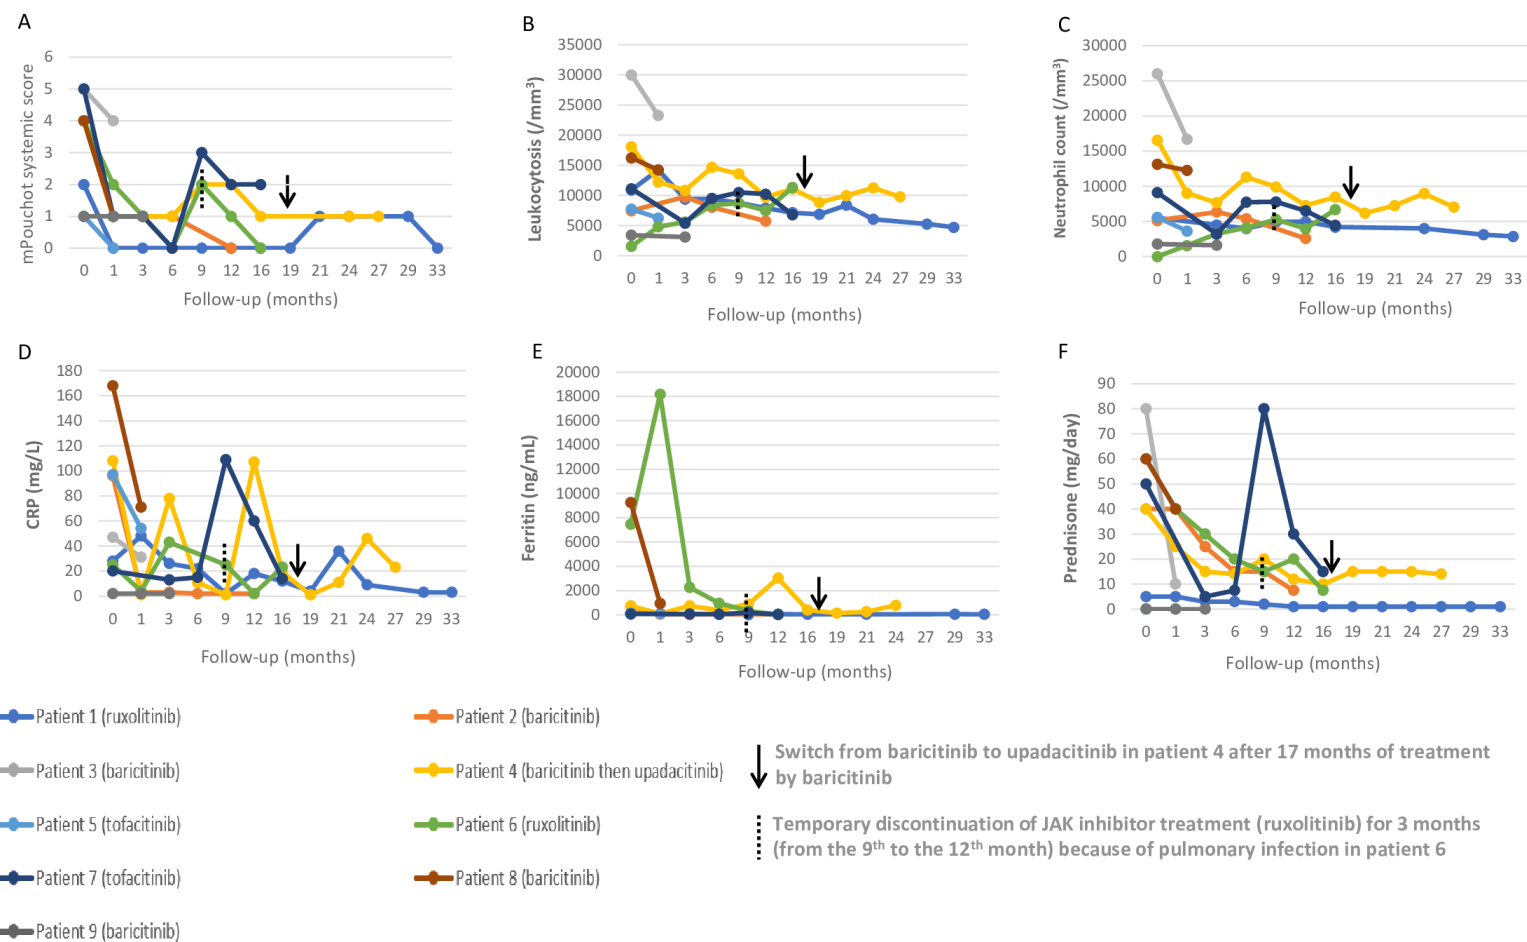 A
mPouchot systemic score
6
5
4
3
2
1
0
0 1 3 6 9 12 16 19 21 24 27 29 33
Follow-up (months)
B
Leukocytosis (/mm³)
35000
30000
25000
20000
15000
10000
5000
0
0 1 3 6 9 12 16 19 21 24 27 29 33
Follow-up (months)
C
Neutrophil count (/mm³)
30000
25000
20000
15000
10000
5000
0
0 1 3 6 9 12 16 19 21 24 27 29 33
Follow-up (months)
D
CRP (mg/L)
180
160
140
120
100
80
60
40
20
0
0 1 3 6 9 12 16 19 21 24 27 29 33
Follow-up (months)
E
Ferritin (ng/mL)
20000
18000
16000
14000
12000
10000
8000
6000
4000
2000
0
0 1 3 6 9 12 16 19 21 24 27 29 33
Follow-up (months)
F
Prednisone (mg/day)
90
80
70
60
50
40
30
20
10
0
0 1 3 6 9 12 16 19 21 24 27 29 33
Follow-up (months)
Patient 1 (ruxolitinib)
Patient 2 (baricitinib)
Patient 3 (baricitinib)
Patient 4 (baricitinib then upadacitinib)
Patient 5 (tofacitinib)
Patient 6 (ruxolitinib)
Patient 7 (tofacitinib)
Patient 8 (baricitinib)
Patient 9 (baricitinib)
Switch from baricitinib to upadacitinib in patient 4 after 17 months of treatment
by baricitinib
Temporary discontinuation of JAK inhibitor treatment (ruxolitinib) for 3 months
(from the 9th to the 12th month) because of pulmonary infection in patient 6